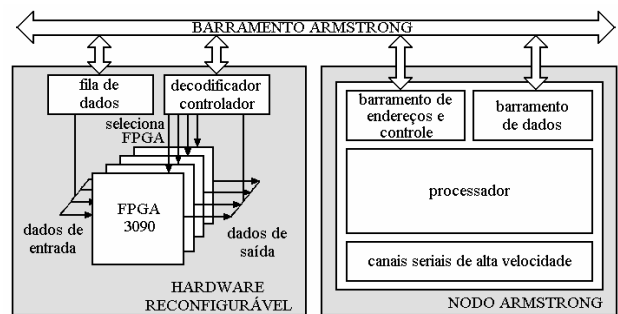 BARRAMENTO ARMSTRONG
fila de
dados
decodificador
controlador
seleciona
FPGA
FPGA
3090
dados de
entrada
dados de
saída
HARDWARE
RECONFIGURÁVEL
barramento de
endereços e
controle
barramento
de dados
processador
canais seriais de alta velocidade
NODO ARMSTRONG